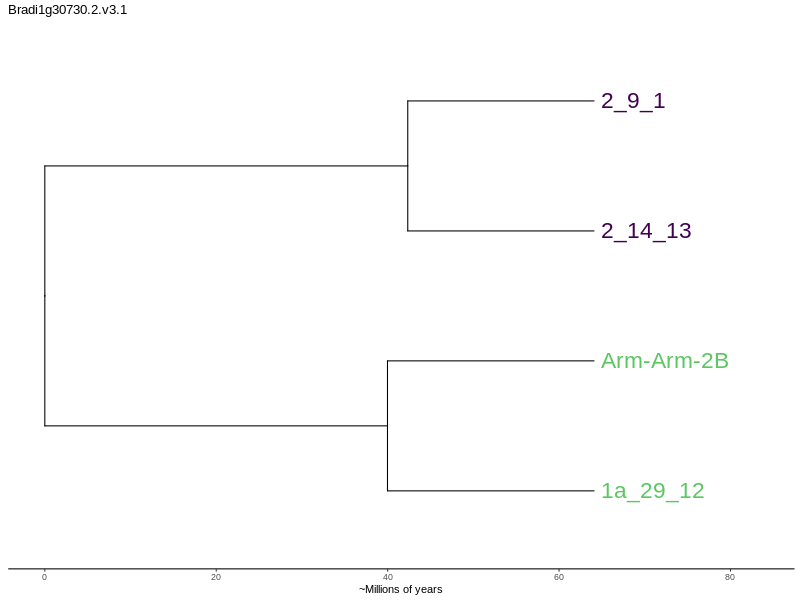 Bradi1g30730.2.v3.1
2_9_1
2_14_13
Arm-Arm-2B
1a_29_12
0 20 40 60 80
~Millions of years